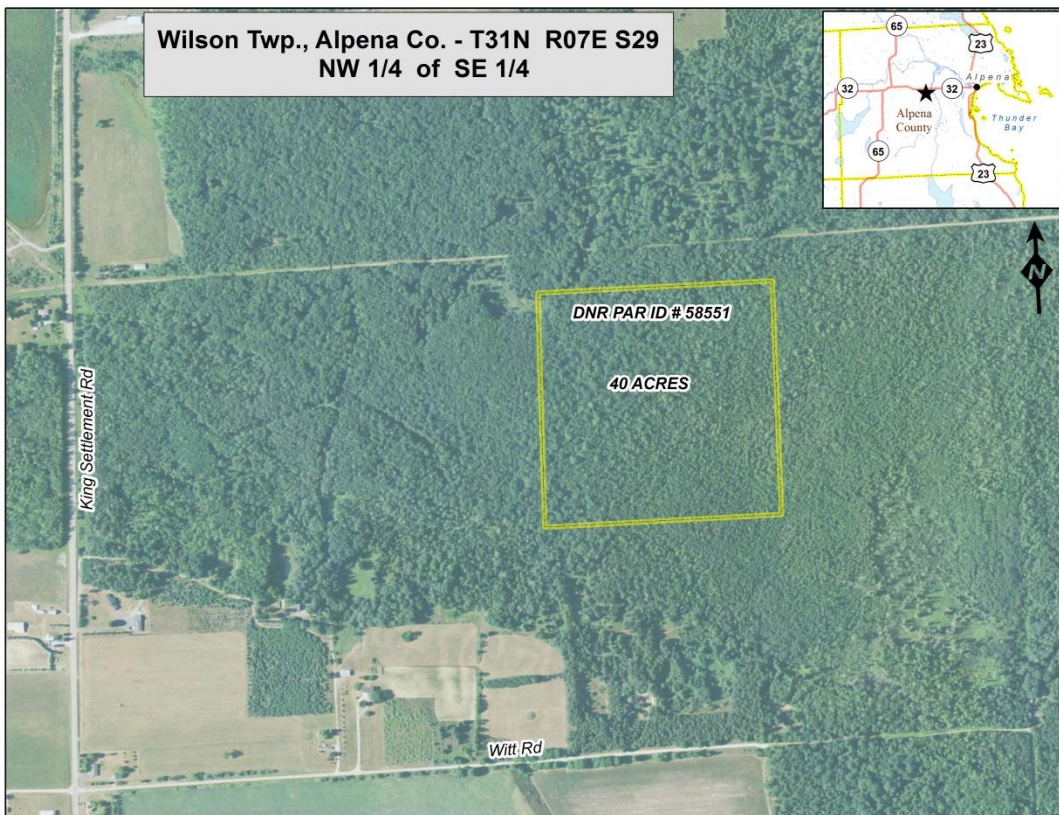 Wilson Twp., Alpena Co. - T31N R07E S29
NW 1/4 of SE 1/4
65
23
Alpena
32
32
Alpena
County
Thunder
Bay
65
23
N
DNR PAR ID # 58551
40 ACRES
King Settlement Rd
Witt Rd